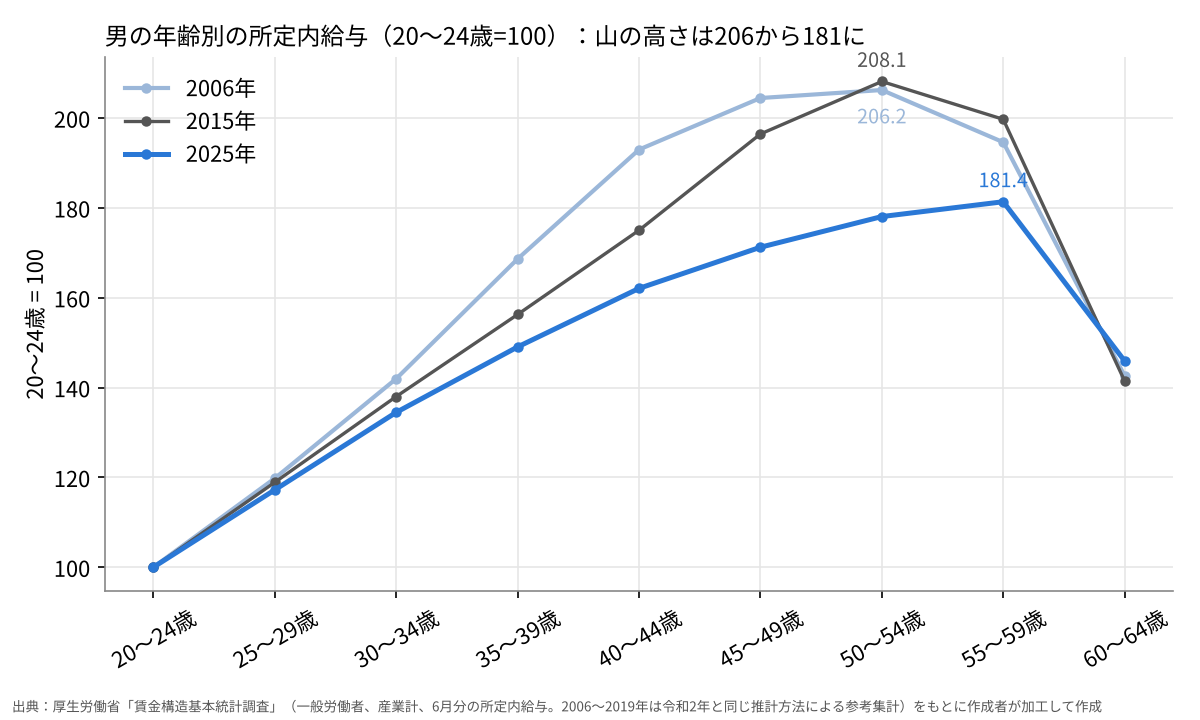 男の年齢別の所定内給与（20～24歳=100）：山の高さは206から181に
208.1
2006年
2015年
2025年
206.2
181.4
200
180
160
140
120
100
20～24歳 = 100
20～24歳
25～29歳
30～34歳
35～39歳
40～44歳
45～49歳
50～54歳
55～59歳
60～64歳
出典：厚生労働省「賃金構造基本統計調査」（一般労働者、産業計、6月分の所定内給与。2006～2019年は令和2年と同じ推計方法による参考集計）をもとに作成者が加工して作成